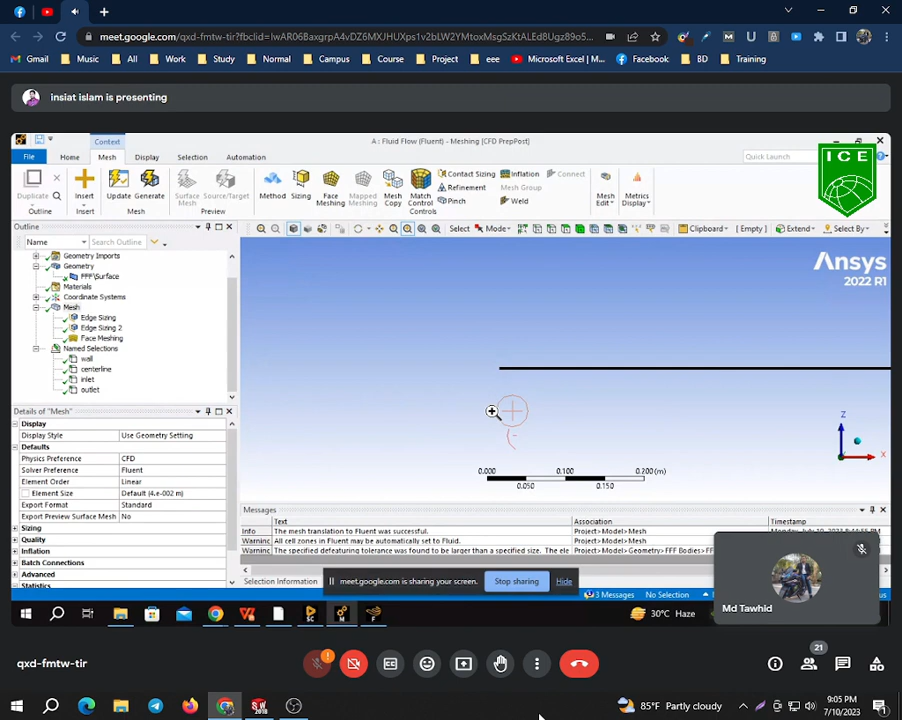 meet.google.com/qxd-fmtw-tir?fbclid=IwAR06BaxgrpA4vDZ6TMXJHUXps1v2bLW2YMtoxMsgSzKtALEd8Ugz89o5...
Gmail Music All Work Study Normal Campus Course Project eee Microsoft Excel | M... Facebook BD Training
insiat islam is presenting
Context A : Fluid Flow (Fluent) - Meshing [CFD PrepPost]
File Home Mesh Display Selection Automation Quick Launch
ICE
Duplicate Insert Update Generate Surface Mesh Source/Target Method Sizing Face Meshing Mapped Meshing Mesh Copy Match Control Contact Sizing Refinement Pinch Inflation Mesh Group Weld Connect Mesh Edit Metrics Display
Outline Insert Mesh Preview Controls
Outline
Select Mode Clipboard [ Empty ] Extend Select By
Name Search Outline
Geometry Imports
Geometry
FFF\Surface
Materials
Coordinate Systems
Mesh
Edge Sizing
Edge Sizing 2
Face Meshing
Named Selections
wall
centerline
inlet
outlet
Ansys
2022 R1
Z
X
0.000 0.100 0.200 (m)
0.050 0.150
Details of "Mesh"
Display
Display Style Use Geometry Setting
Defaults
Physics Preference CFD
Solver Preference Fluent
Element Order Linear
Element Size Default (4.e-002 m)
Export Format Standard
Export Preview Surface Mesh No
Sizing
Quality
Inflation
Batch Connections
Advanced
Statistics
Messages
Text Association Timestamp
Info The mesh translation to Fluent was successful. Project>Model>Mesh
Warning All cell zones in Fluent may be automatically set to Fluid. Project>Model>Mesh
Warning The specified defeaturing tolerance was found to be larger than a specified size. The ele Project>Model>Geometry>FFF Bodies>FF
Selection Information
meet.google.com is sharing your screen. Stop sharing Hide
3 Messages No Selection
Md Tawhid
30°C Haze
qxd-fmtw-tir
21
85°F Partly cloudy
9:05 PM
7/10/2023